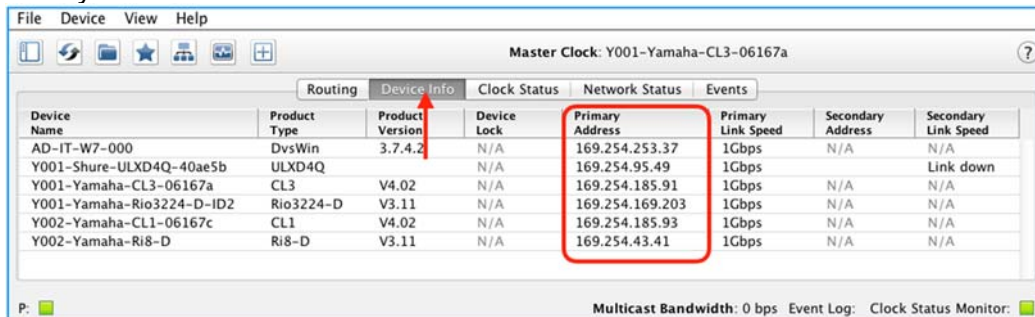 File Device View Help
Master Clock: Y001-Yamaha-CL3-06167a ?
Routing Device Info Clock Status Network Status Events
Device Name Product Type Product Version Device Lock Primary Address Primary Link Speed Secondary Address Secondary Link Speed
AD-IT-W7-000 DvsWin 3.7.4.2 N/A 169.254.253.37 1Gbps N/A N/A
Y001-Shure-ULXD4Q-40ae5b ULXD4Q N/A 169.254.95.49 1Gbps Link down
Y001-Yamaha-CL3-06167a CL3 V4.02 N/A 169.254.185.91 1Gbps N/A N/A
Y001-Yamaha-Rio3224-D-ID2 Rio3224-D V3.11 N/A 169.254.169.203 1Gbps N/A N/A
Y002-Yamaha-CL1-06167c CL1 V4.02 N/A 169.254.185.93 1Gbps N/A N/A
Y002-Yamaha-Ri8-D Ri8-D V3.11 N/A 169.254.43.41 1Gbps N/A N/A
P: Multicast Bandwidth: 0 bps Event Log: Clock Status Monitor: